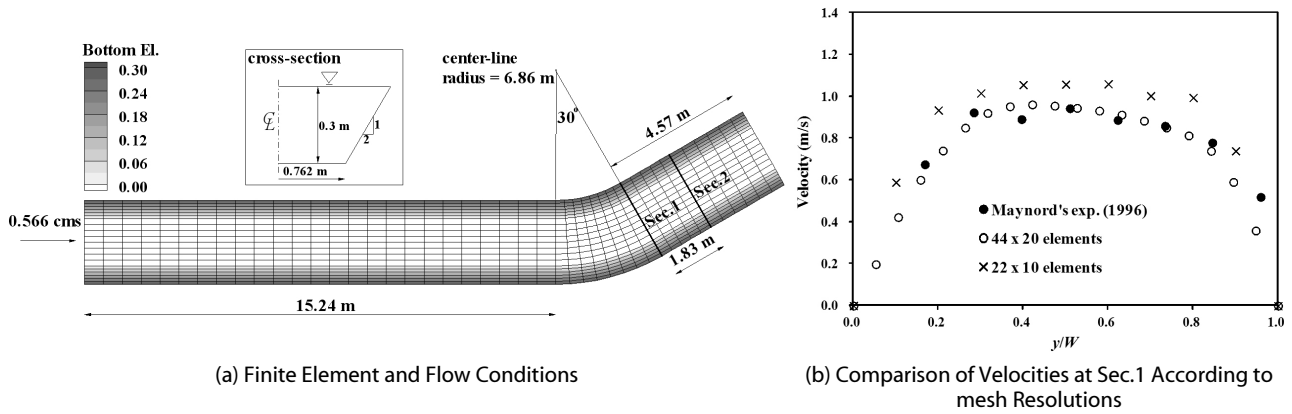 Bottom El.
0.30
0.24
0.18
0.12
0.06
0.00
cross-section
0.3 m
1
2
0.762 m
center-line
radius = 6.86 m
30°
4.57 m
Sec.1
Sec.2
1.83 m
0.566 cms
15.24 m
(a) Finite Element and Flow Conditions
Velocity (m/s)
1.4
1.2
1.0
0.8
0.6
0.4
0.2
0.0
Maynord's exp. (1996)
44 x 20 elements
22 x 10 elements
0.0 0.2 0.4 0.6 0.8 1.0
y/W
(b) Comparison of Velocities at Sec.1 According to
mesh Resolutions